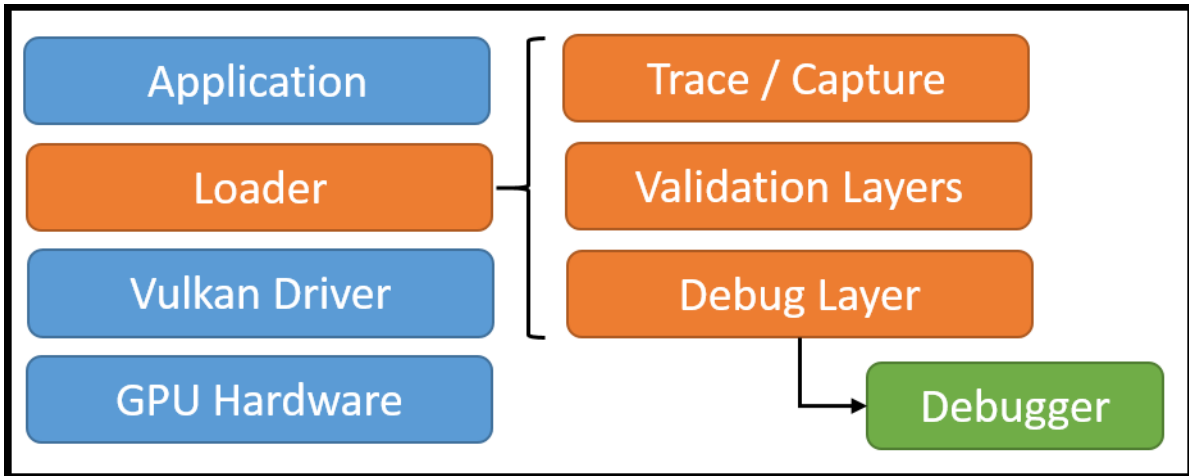 Application
Loader
Vulkan Driver
GPU Hardware
Trace / Capture
Validation Layers
Debug Layer
Debugger